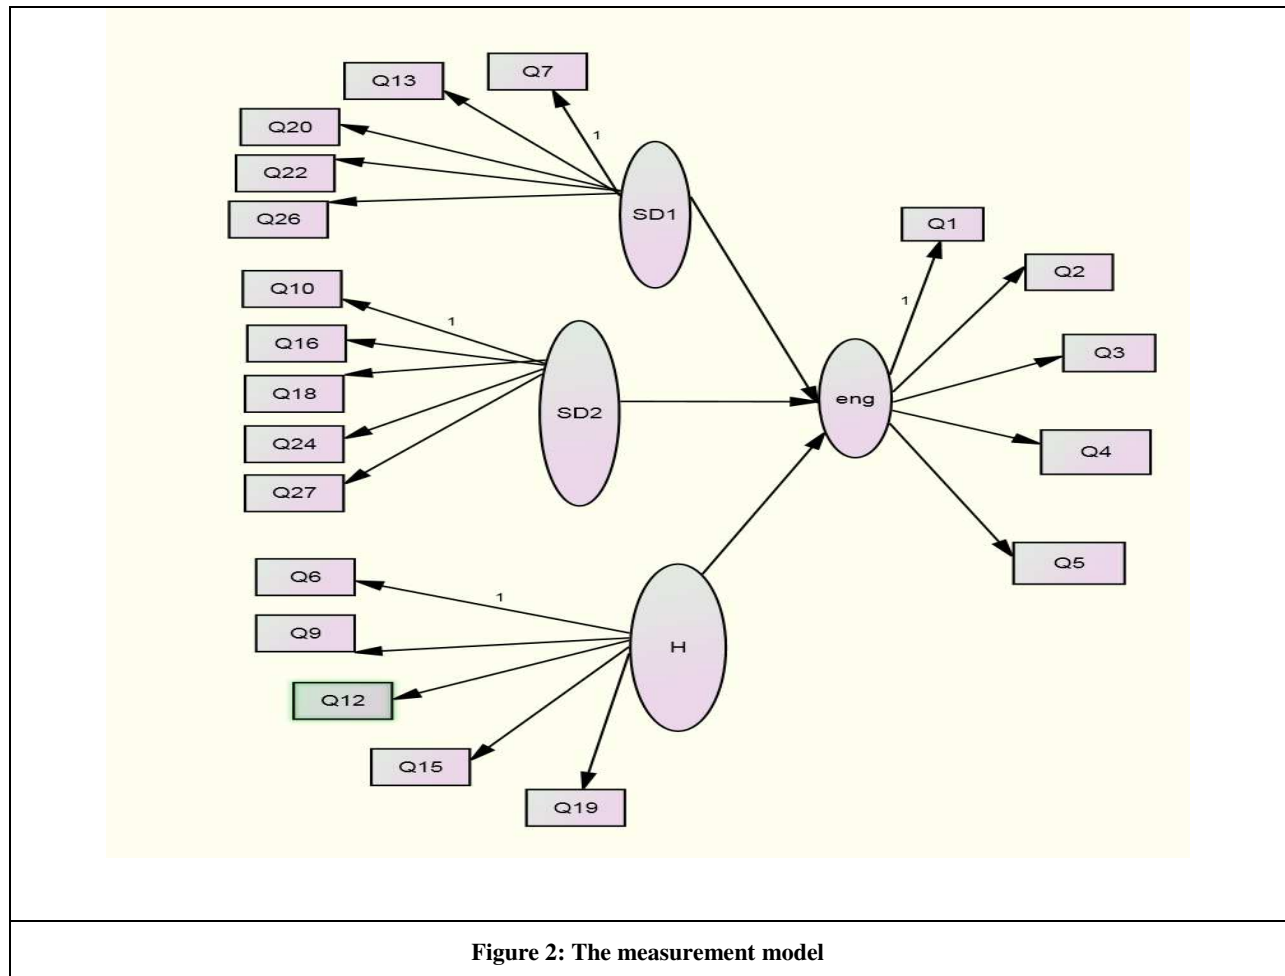 Q7
Q13
Q20
Q22
Q26
1
SD1
Q10
Q16
Q18
Q24
Q27
1
SD2
Q6
Q9
Q12
Q15
Q19
1
H
eng
1
Q1
Q2
Q3
Q4
Q5
Figure 2: The measurement model